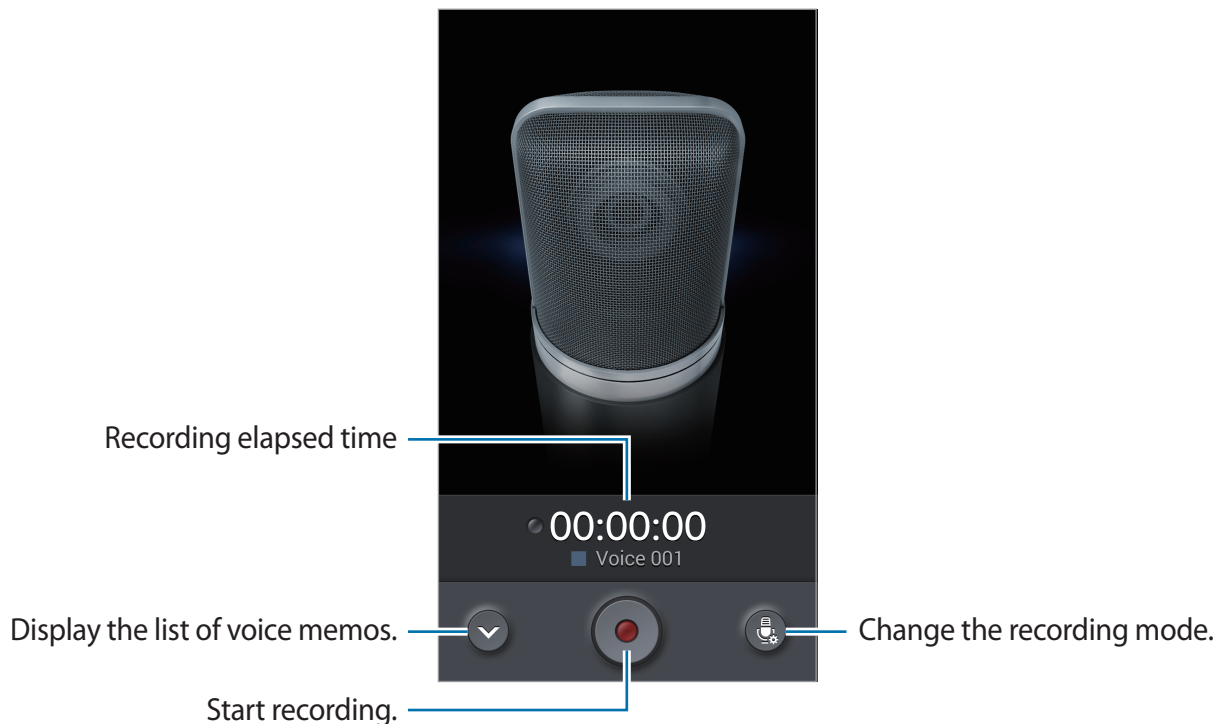 Recording elapsed time
00:00:00
Voice 001
Display the list of voice memos.
Change the recording mode.
Start recording.